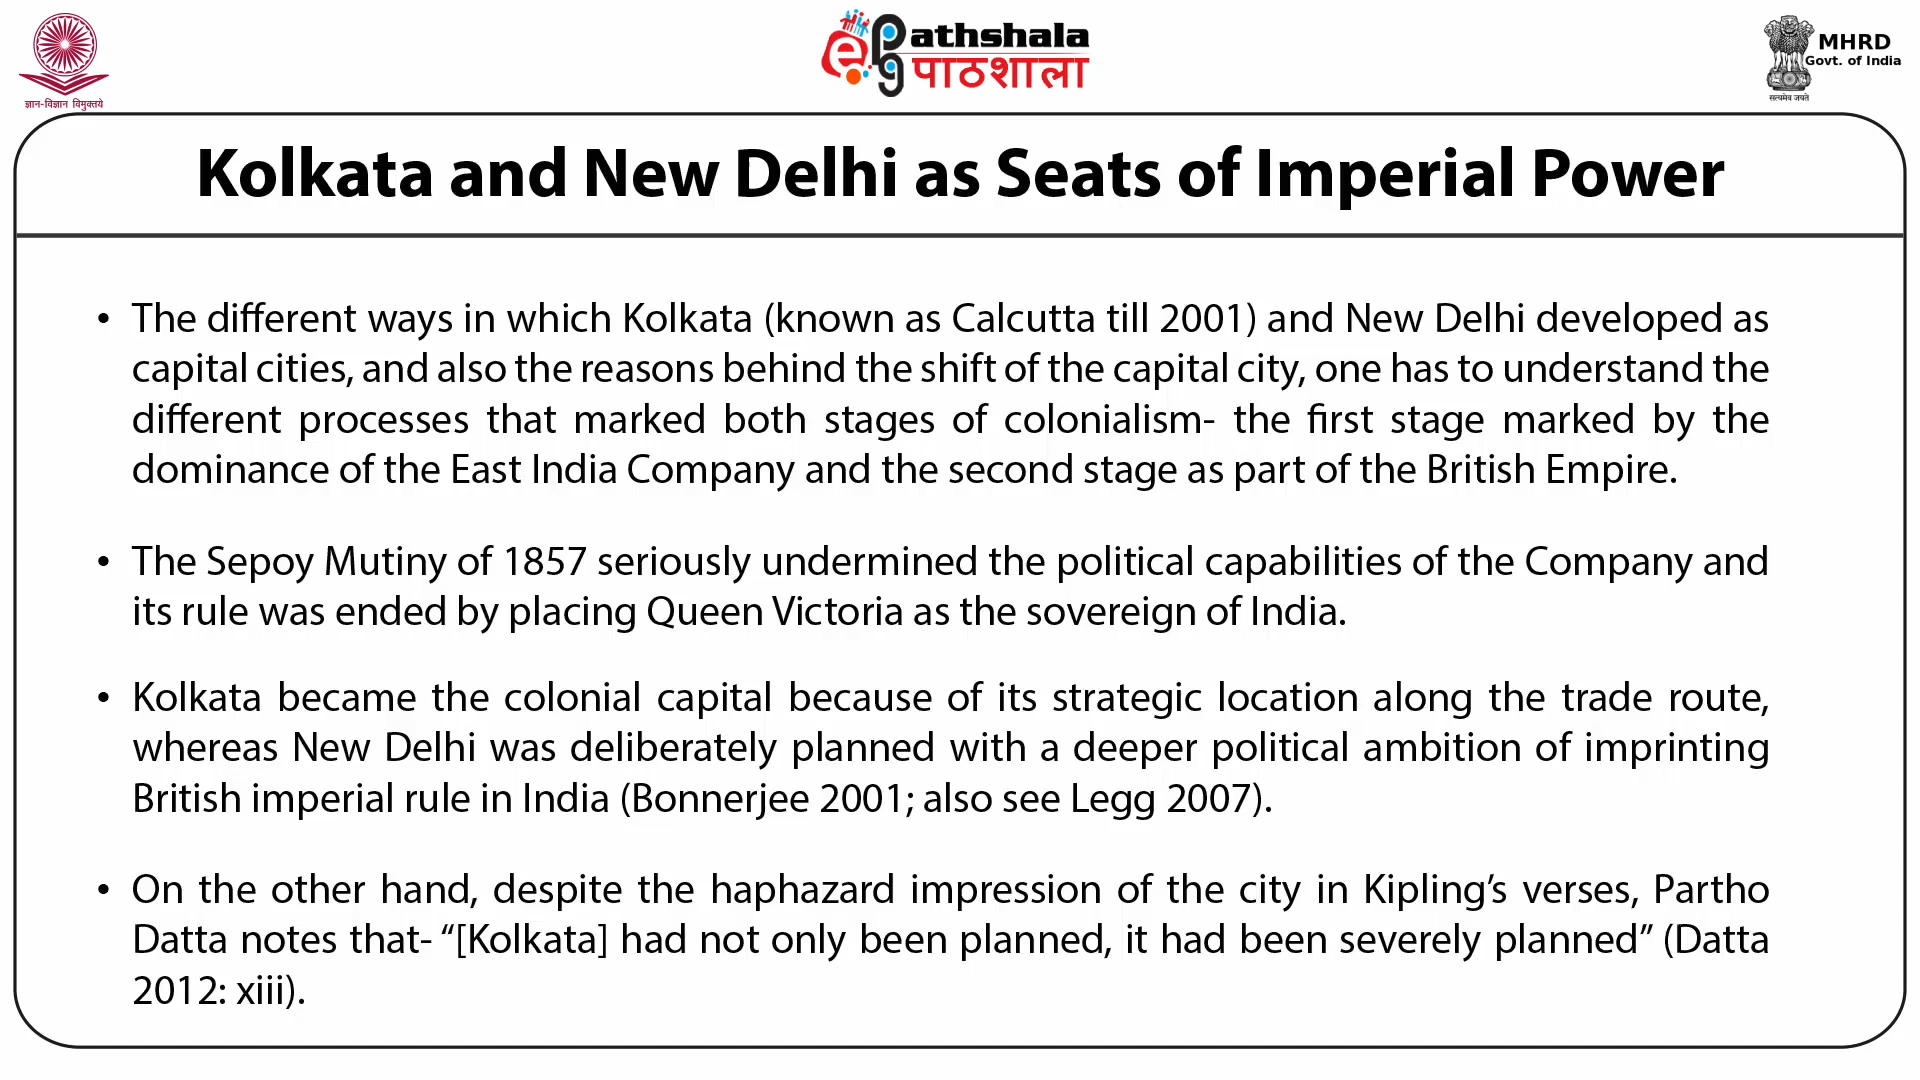 ज्ञान-विज्ञान विमुक्तये
e Pg
athshala
पाठशाला
MHRD
Govt. of India
सत्यमेव जयते
Kolkata and New Delhi as Seats of Imperial Power
• The different ways in which Kolkata (known as Calcutta till 2001) and New Delhi developed as
capital cities, and also the reasons behind the shift of the capital city, one has to understand the
different processes that marked both stages of colonialism- the first stage marked by the
dominance of the East India Company and the second stage as part of the British Empire.
• The Sepoy Mutiny of 1857 seriously undermined the political capabilities of the Company and
its rule was ended by placing Queen Victoria as the sovereign of India.
• Kolkata became the colonial capital because of its strategic location along the trade route,
whereas New Delhi was deliberately planned with a deeper political ambition of imprinting
British imperial rule in India (Bonnerjee 2001; also see Legg 2007).
• On the other hand, despite the haphazard impression of the city in Kipling’s verses, Partho
Datta notes that- “[Kolkata] had not only been planned, it had been severely planned” (Datta
2012: xiii).